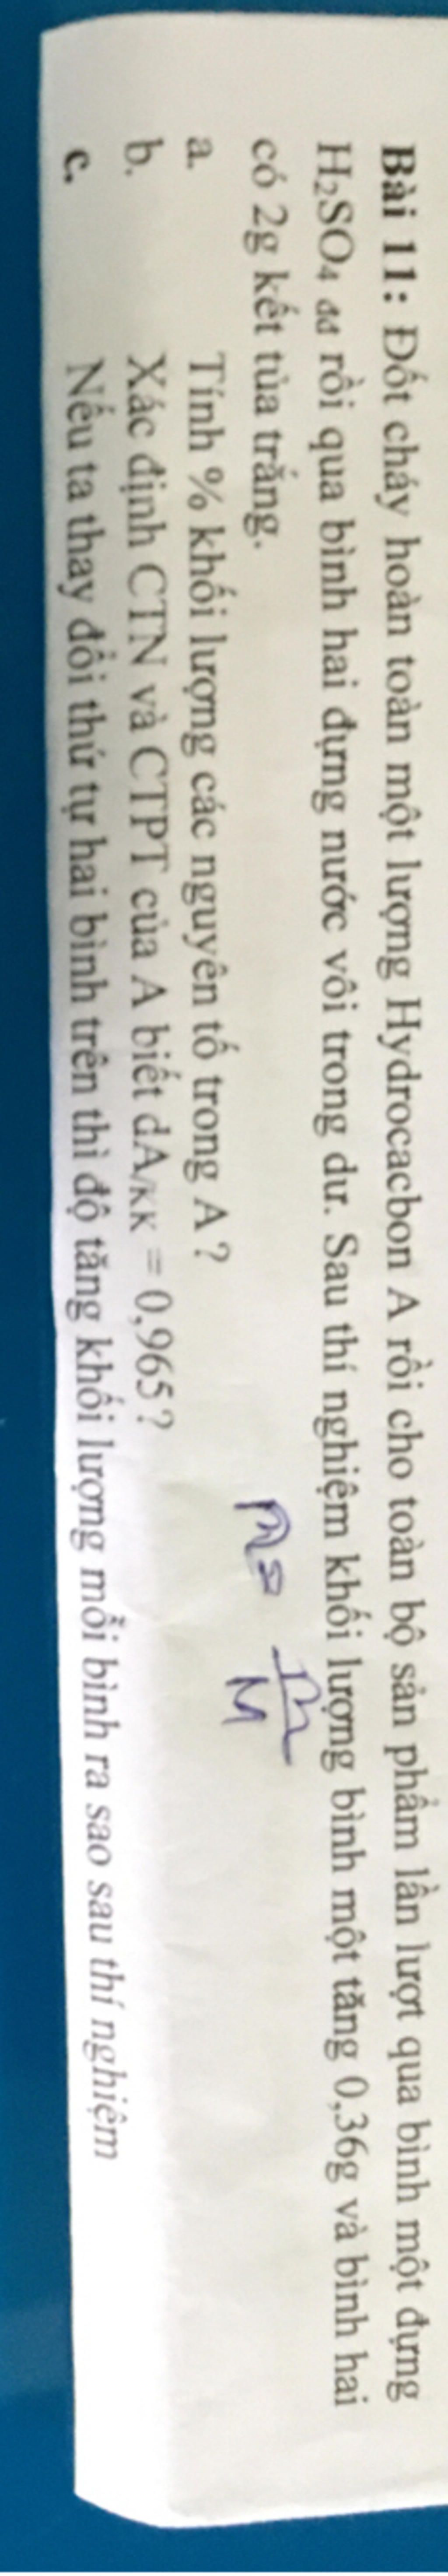 Bài 11: Đốt cháy hoàn toàn một lượng Hydrocacbon A rồi cho toàn bộ sản phẩm lần lượt qua bình một đựng
H₂SO₄ đđ rồi qua bình hai đựng nước vôi trong dư. Sau thí nghiệm khối lượng bình một tăng 0,36g và bình hai
có 2g kết tủa trắng.
a. Tính % khối lượng các nguyên tố trong A ?
b. Xác định CTN và CTPT của A biết dA/KK = 0,965 ?
c. Nếu ta thay đổi thứ tự hai bình trên thì độ tăng khối lượng mỗi bình ra sao sau thí nghiệm
n = m/M